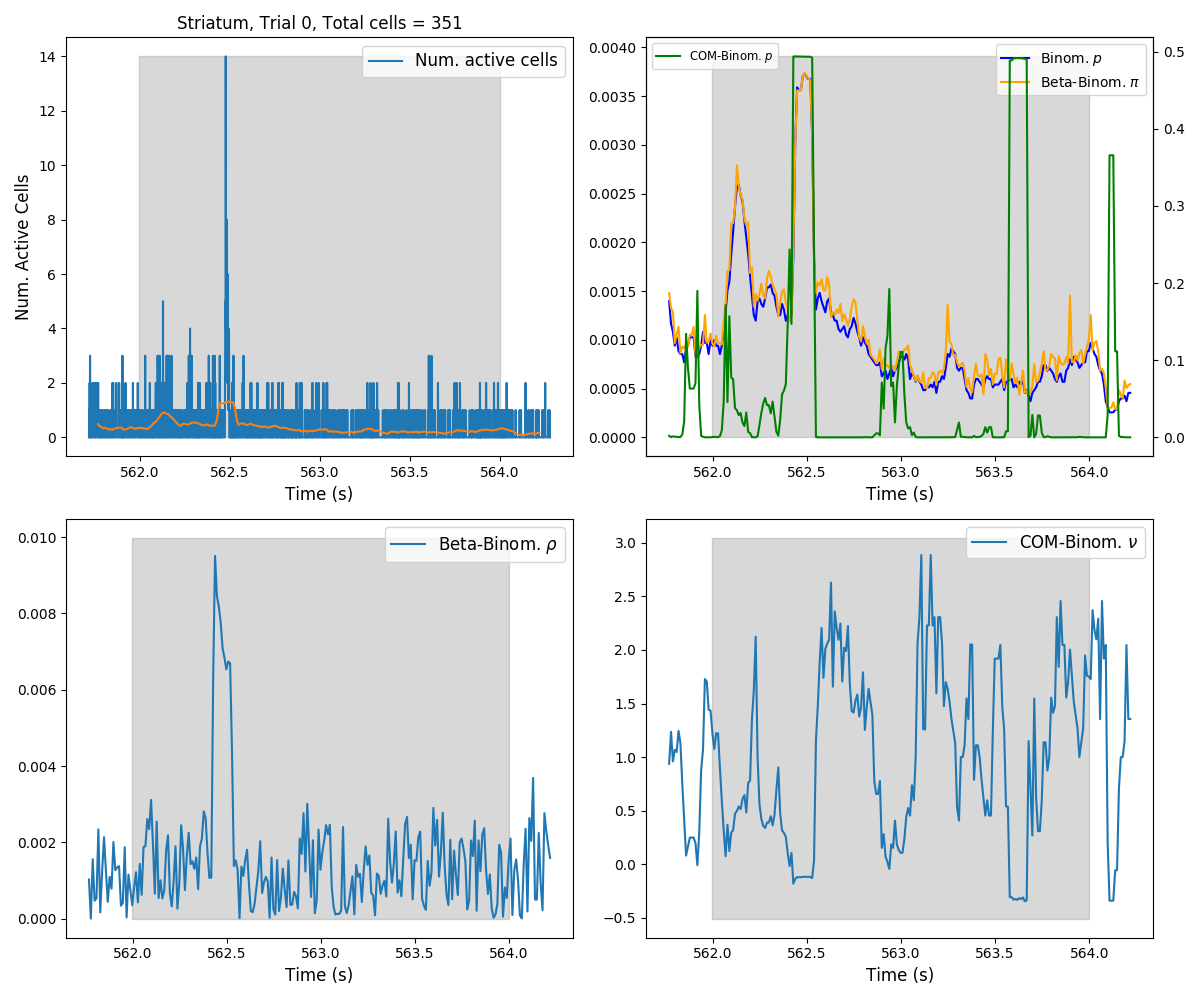 Striatum, Trial 0, Total cells = 351
Num. active cells
Num. Active Cells
14
12
10
8
6
4
2
0
562.0 562.5 563.0 563.5 564.0
Time (s)
COM-Binom. p
Binom. p
Beta-Binom. π
0.0040
0.0035
0.0030
0.0025
0.0020
0.0015
0.0010
0.0005
0.0000
0.5
0.4
0.3
0.2
0.1
0.0
562.0 562.5 563.0 563.5 564.0
Time (s)
Beta-Binom. ρ
0.010
0.008
0.006
0.004
0.002
0.000
562.0 562.5 563.0 563.5 564.0
Time (s)
COM-Binom. ν
3.0
2.5
2.0
1.5
1.0
0.5
0.0
−0.5
562.0 562.5 563.0 563.5 564.0
Time (s)